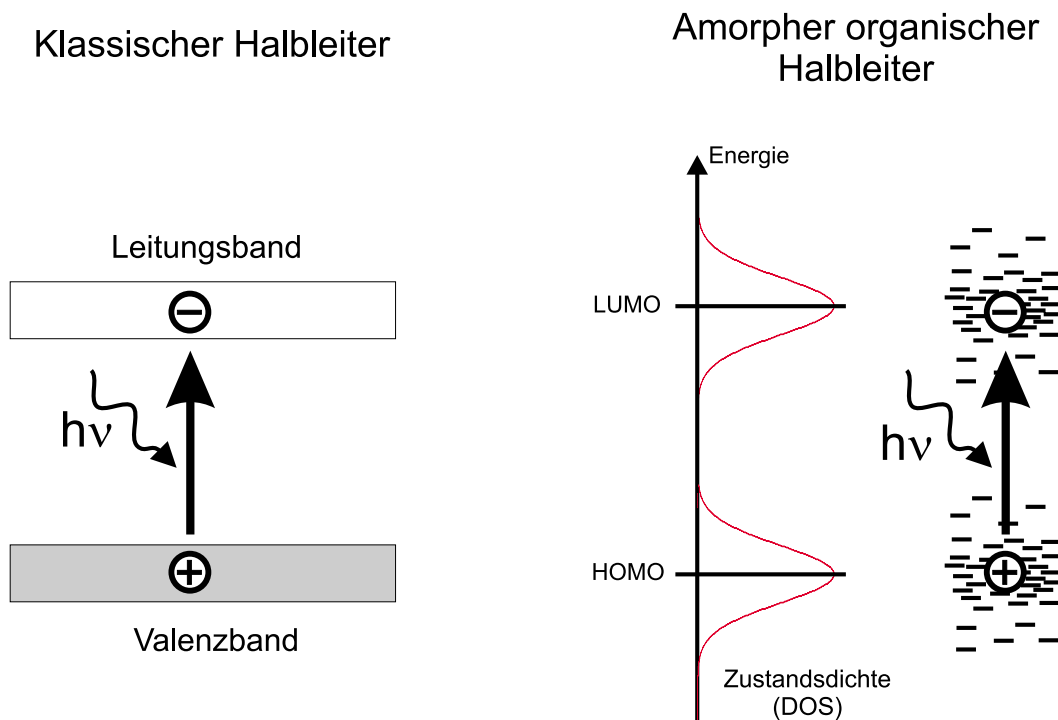 Klassischer Halbleiter
Amorpher organischer
Halbleiter
Energie
Leitungsband
−
LUMO
−
hν
hν
HOMO
+
+
Valenzband
Zustandsdichte
(DOS)